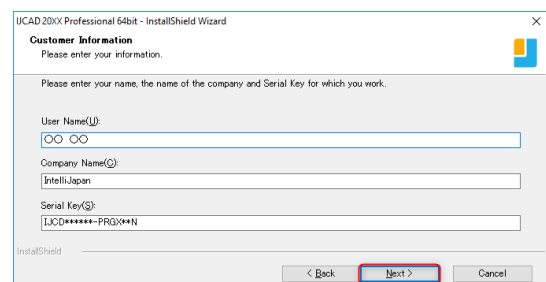 IJCAD 20XX Professional 64bit - InstallShield Wizard
Customer Information
Please enter your information.
Please enter your name, the name of the company and Serial Key for which you work.
User Name(U):
○○ ○○
Company Name(C):
IntelliJapan
Serial Key(S):
IJCD******-PRGX**N
InstallShield
< Back Next > Cancel